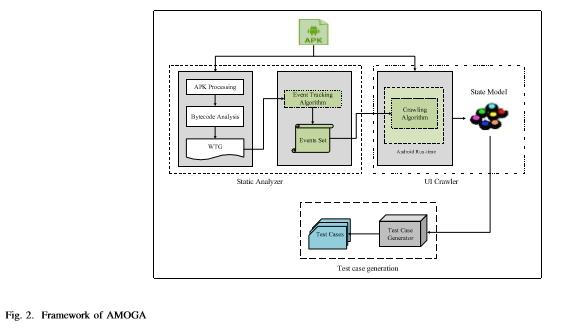 APK
APK Processing
Bytecode Analysis
WTG
Event Tracking
Algorithm
Events Set
Static Analyzer
Crawling
Algorithm
Android Run-time
UI Crawler
State Model
Test Cases
Test Case
Generator
Test case generation
Fig. 2. Framework of AMOGA